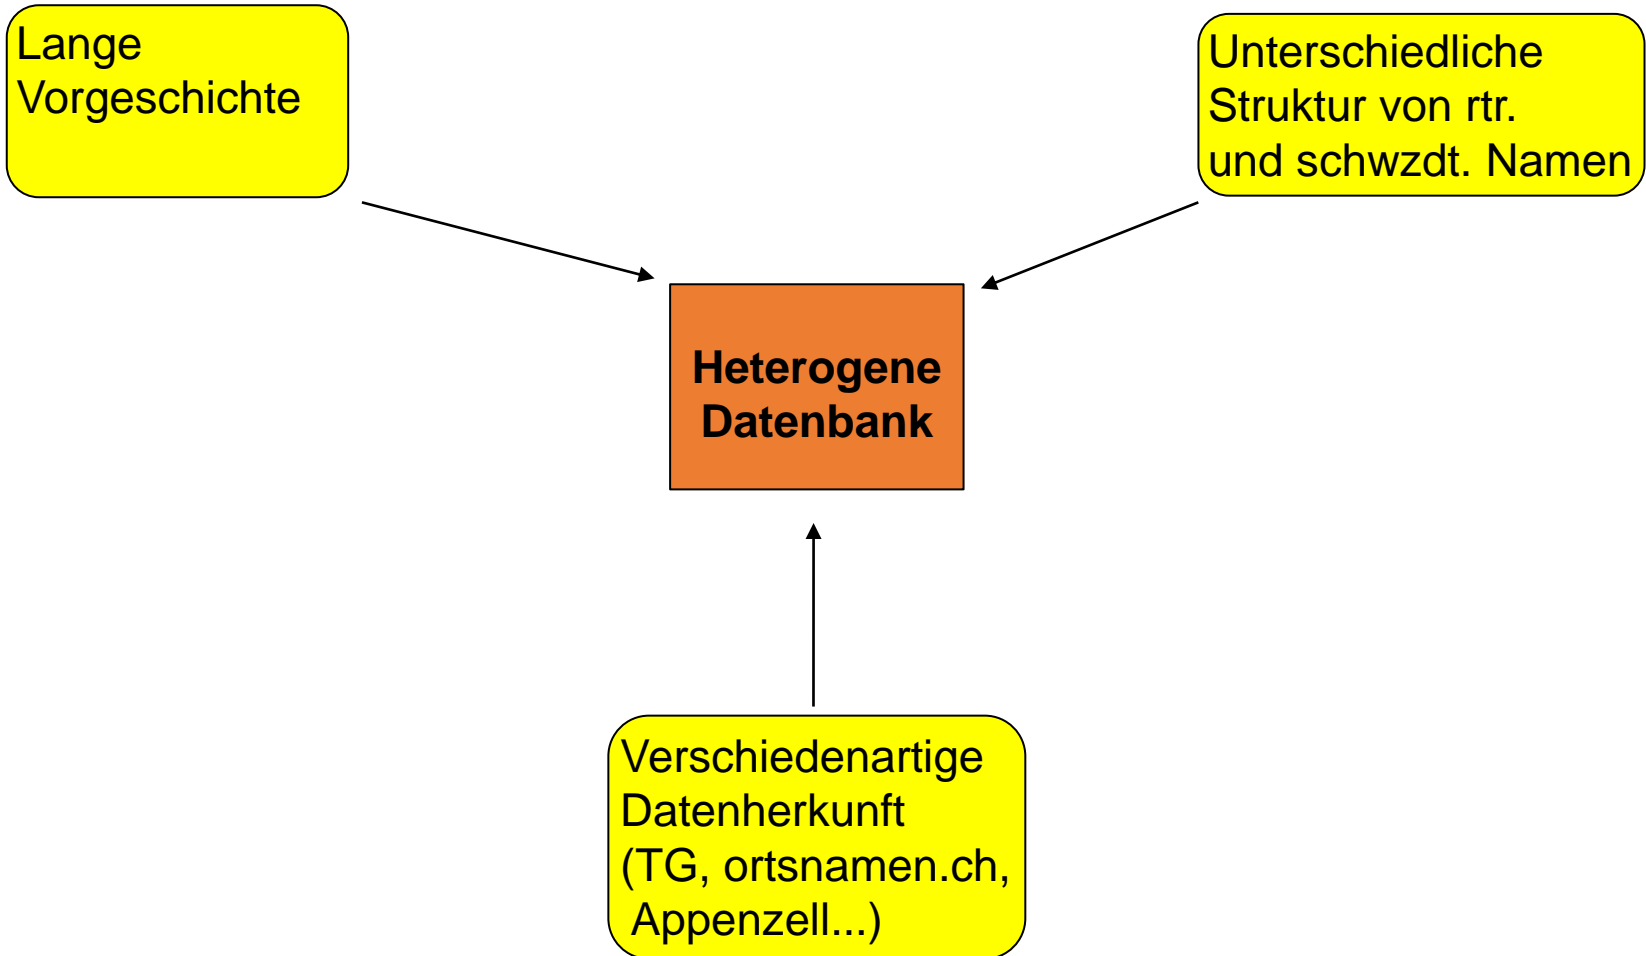 Lange
Vorgeschichte
Unterschiedliche
Struktur von rtr.
und schwzdt. Namen
Heterogene
Datenbank
Verschiedenartige
Datenherkunft
(TG, ortsnamen.ch,
Appenzell...)